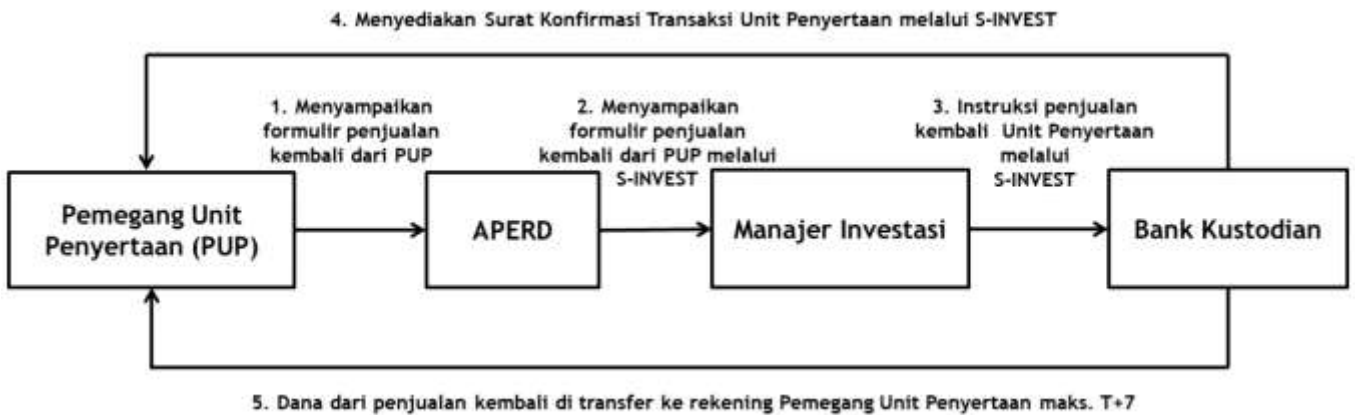 4. Menyediakan Surat Konfirmasi Transaksi Unit Penyertaan melalui S-INVEST
1. Menyampaikan
formulir penjualan
kembali dari PUP
2. Menyampaikan
formulir penjualan
kembali dari PUP melalui
S-INVEST
3. Instruksi penjualan
kembali Unit Penyertaan
melalui
S-INVEST
Pemegang Unit
Penyertaan (PUP)
APERD
Manajer Investasi
Bank Kustodian
5. Dana dari penjualan kembali di transfer ke rekening Pemegang Unit Penyertaan maks. T+7